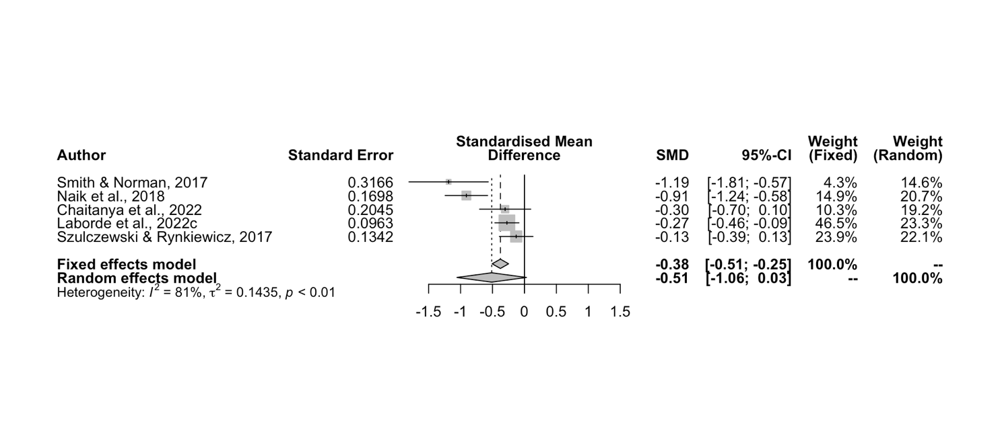 Standardised Mean Weight Weight
Author Standard Error Difference SMD 95%-CI (Fixed) (Random)
Smith & Norman, 2017 0.3166 -1.19 [-1.81; -0.57] 4.3% 14.6%
Naik et al., 2018 0.1698 -0.91 [-1.24; -0.58] 14.9% 20.7%
Chaitanya et al., 2022 0.2045 -0.30 [-0.70; 0.10] 10.3% 19.2%
Laborde et al., 2022c 0.0963 -0.27 [-0.46; -0.09] 46.5% 23.3%
Szulczewski & Rynkiewicz, 2017 0.1342 -0.13 [-0.39; 0.13] 23.9% 22.1%
Fixed effects model -0.38 [-0.51; -0.25] 100.0% --
Random effects model -0.51 [-1.06; 0.03] -- 100.0%
Heterogeneity: I² = 81%, τ² = 0.1435, p < 0.01
-1.5 -1 -0.5 0 0.5 1 1.5